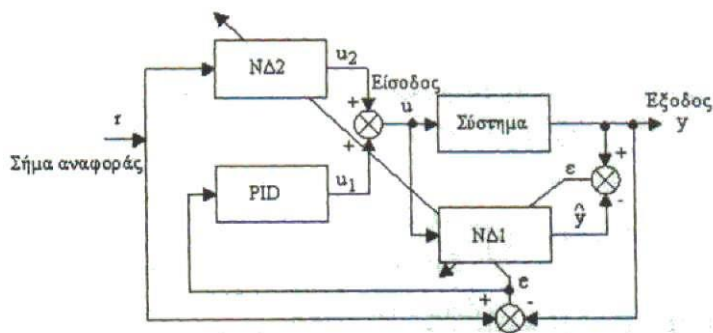 ΝΔ2
u2
Είσοδος
u
Έξοδος
y
r
Σήμα αναφοράς
+
+
Σύστημα
PID
u1
ε
+
-
ΝΔ1
ŷ
e
+
-